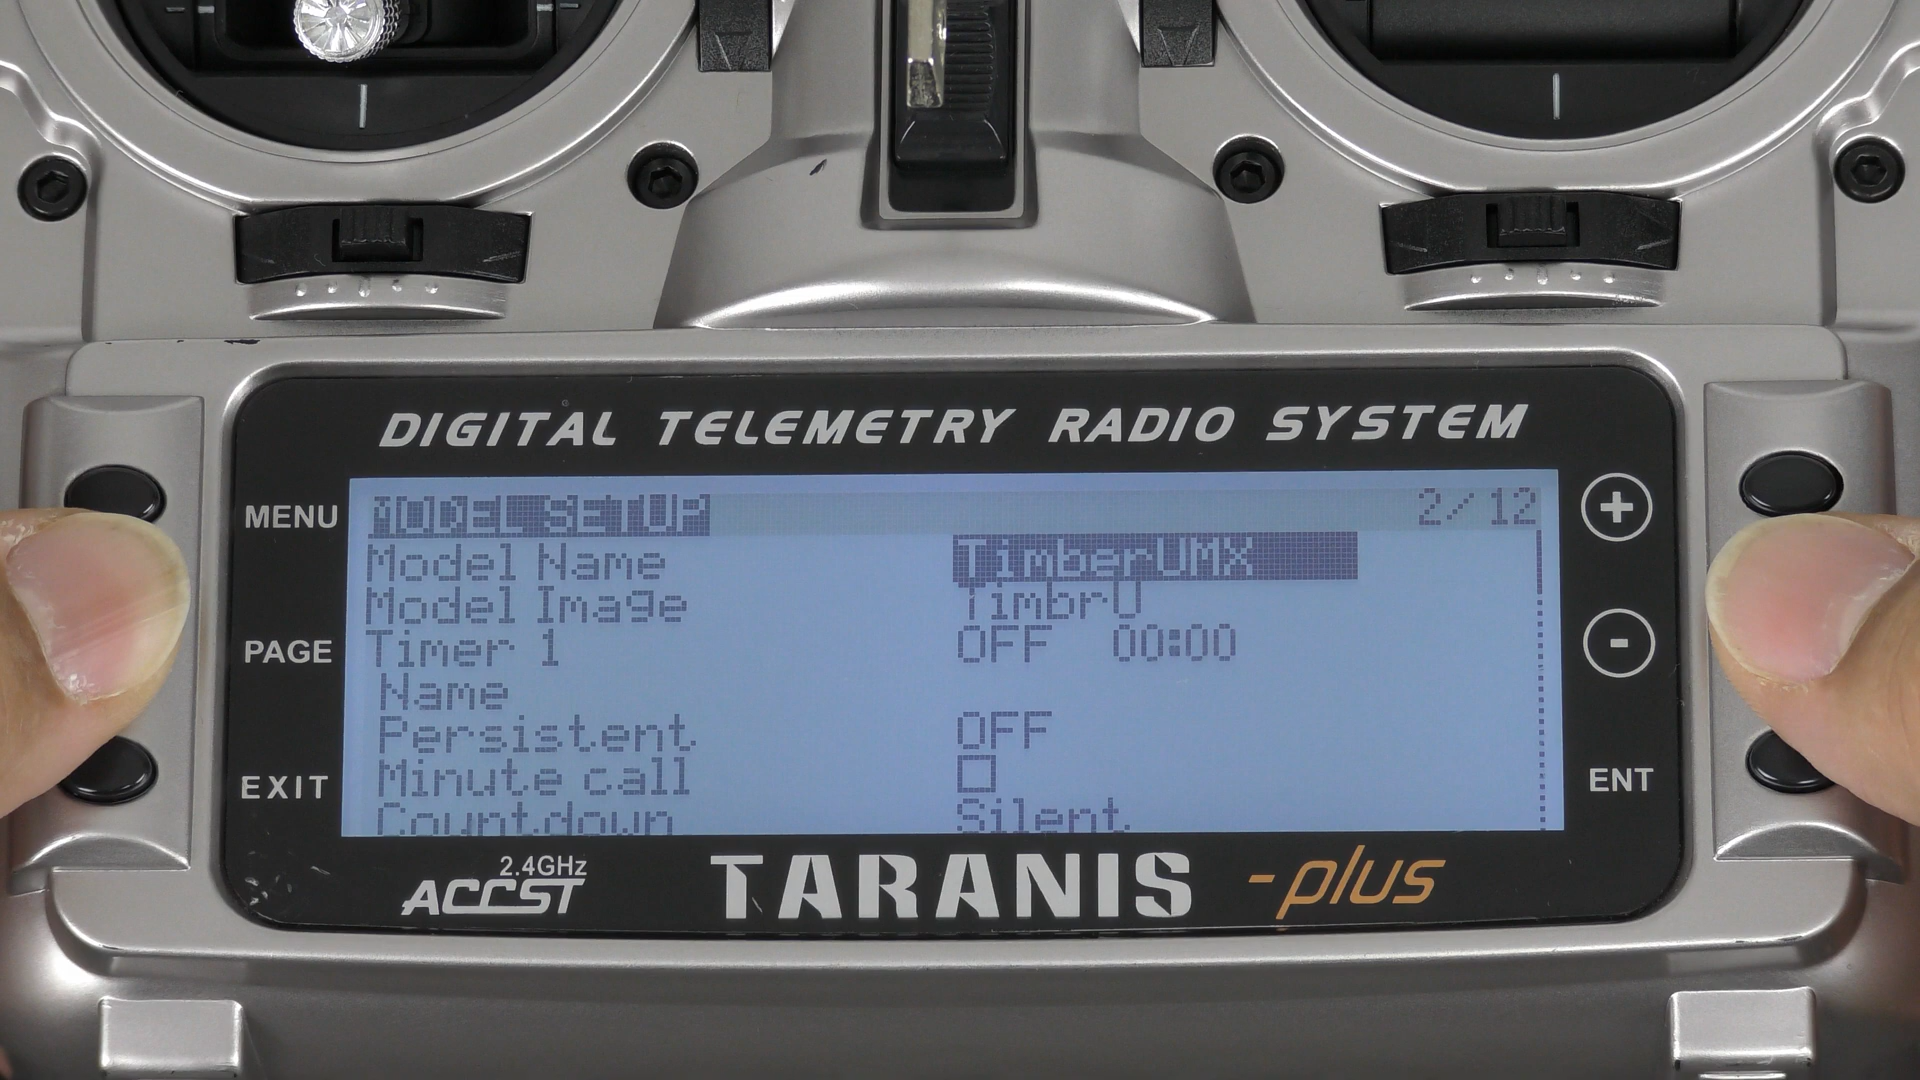 DIGITAL TELEMETRY RADIO SYSTEM
MENU
PAGE
EXIT
MODEL SETUP 2/12
Model Name TimberUMX
Model Image TimbrU
Timer 1 OFF 00:00
Name
Persistent OFF
Minute call
Countdown Silent
+
-
ENT
2.4GHz
ACCST
TARANIS -plus